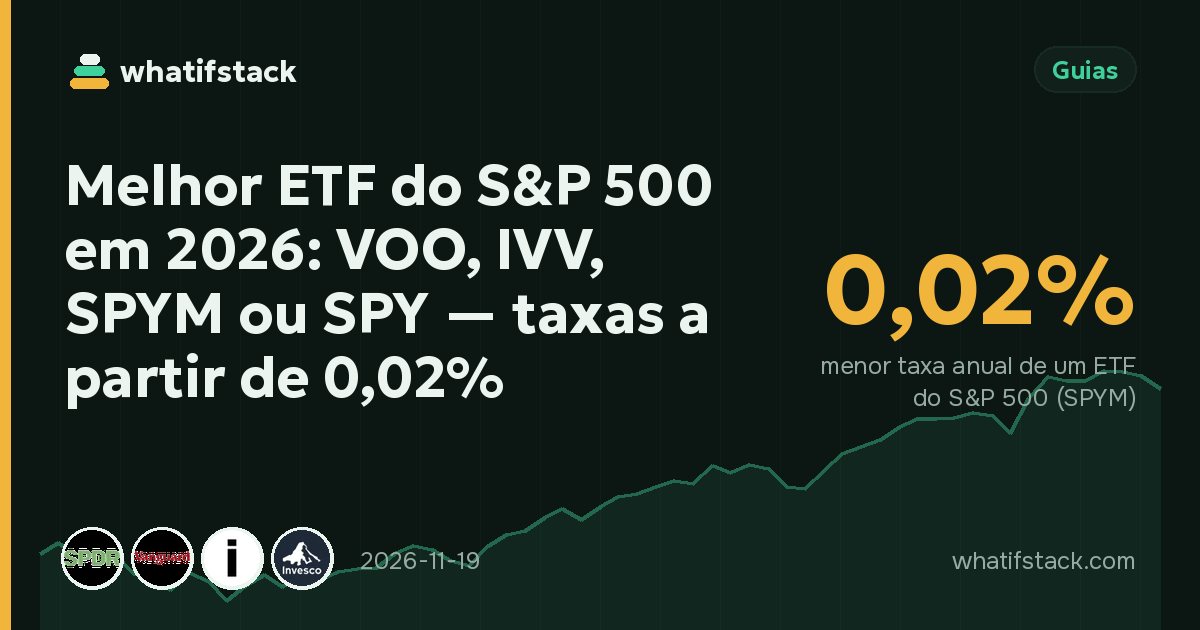 whatifstack
Guias
Melhor ETF do S&P 500
em 2026: VOO, IVV,
SPYM ou SPY — taxas a
partir de 0,02%
0,02%
menor taxa anual de um ETF
do S&P 500 (SPYM)
SPDR
Vanguard
i
Invesco
2026-11-19
whatifstack.com